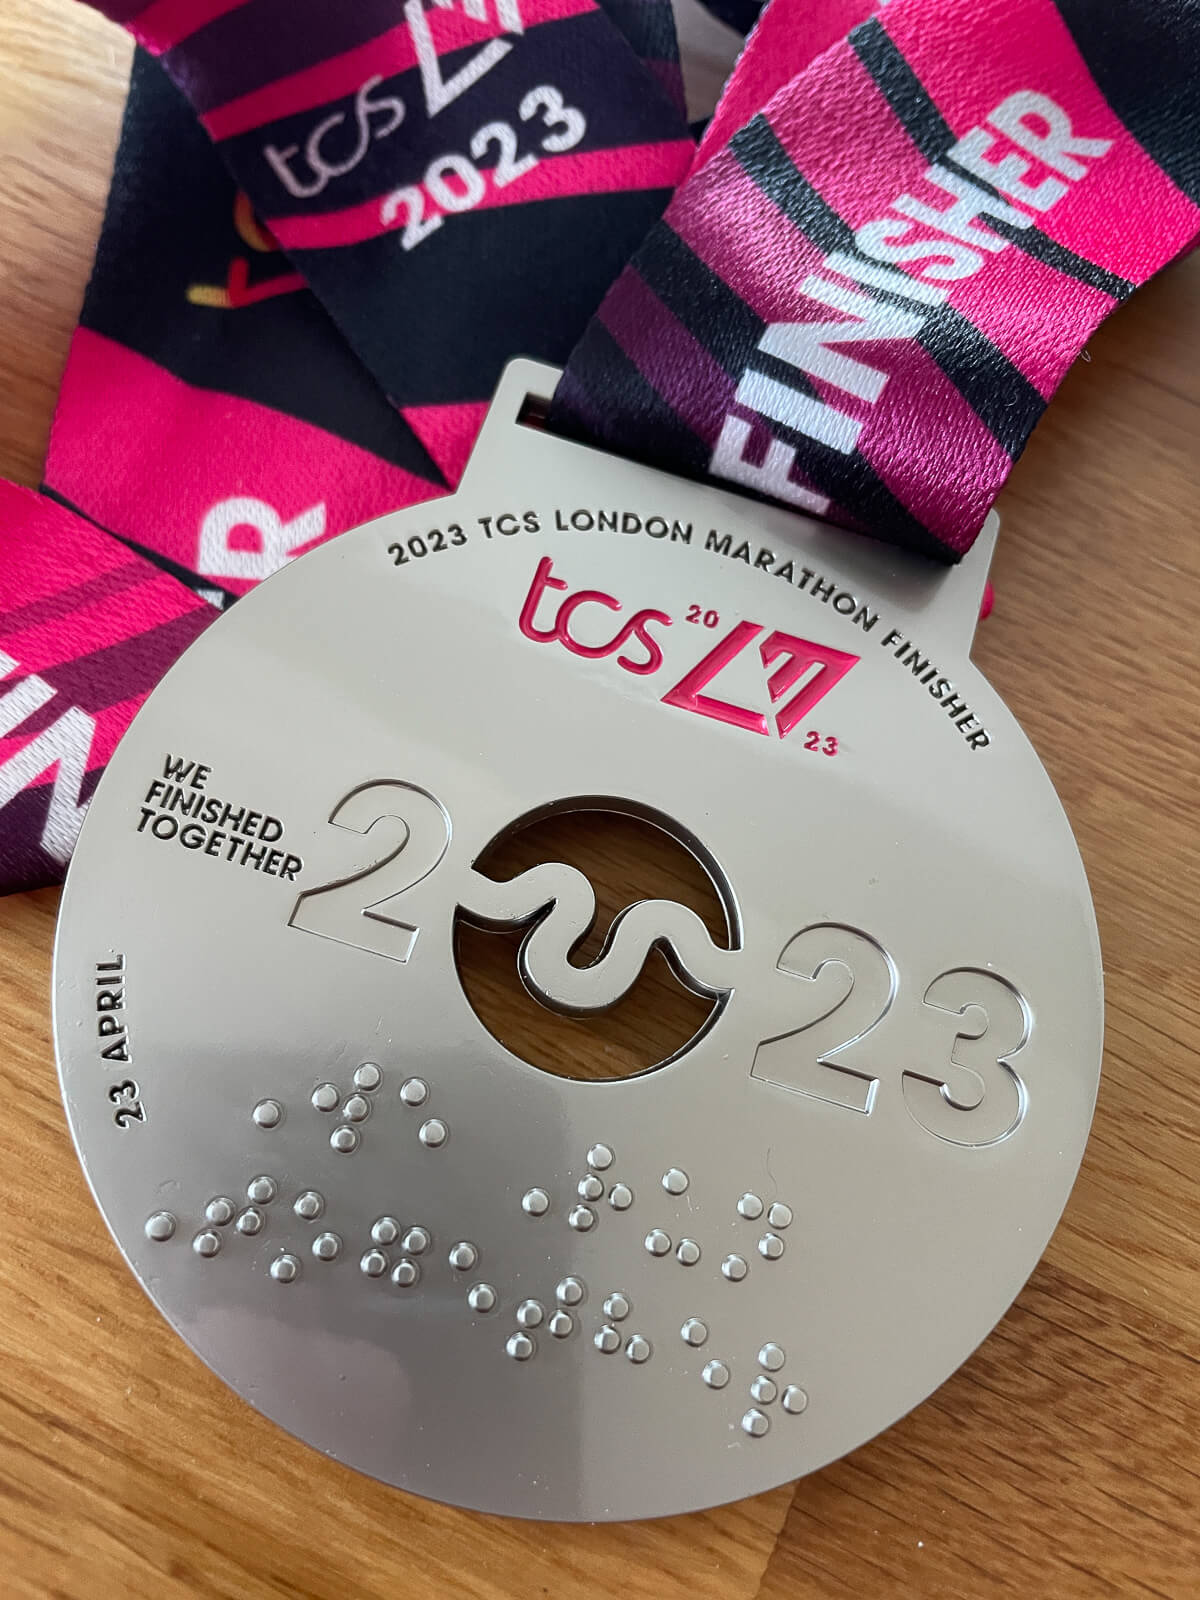 tcs
2023
FINISHER
2023 TCS LONDON MARATHON FINISHER
tcs 20
23
WE
FINISHED
TOGETHER
2023
23 APRIL
⠠⠺⠑ ⠠⠗⠥⠝
⠠⠞⠕⠛⠑⠞⠓⠑⠗